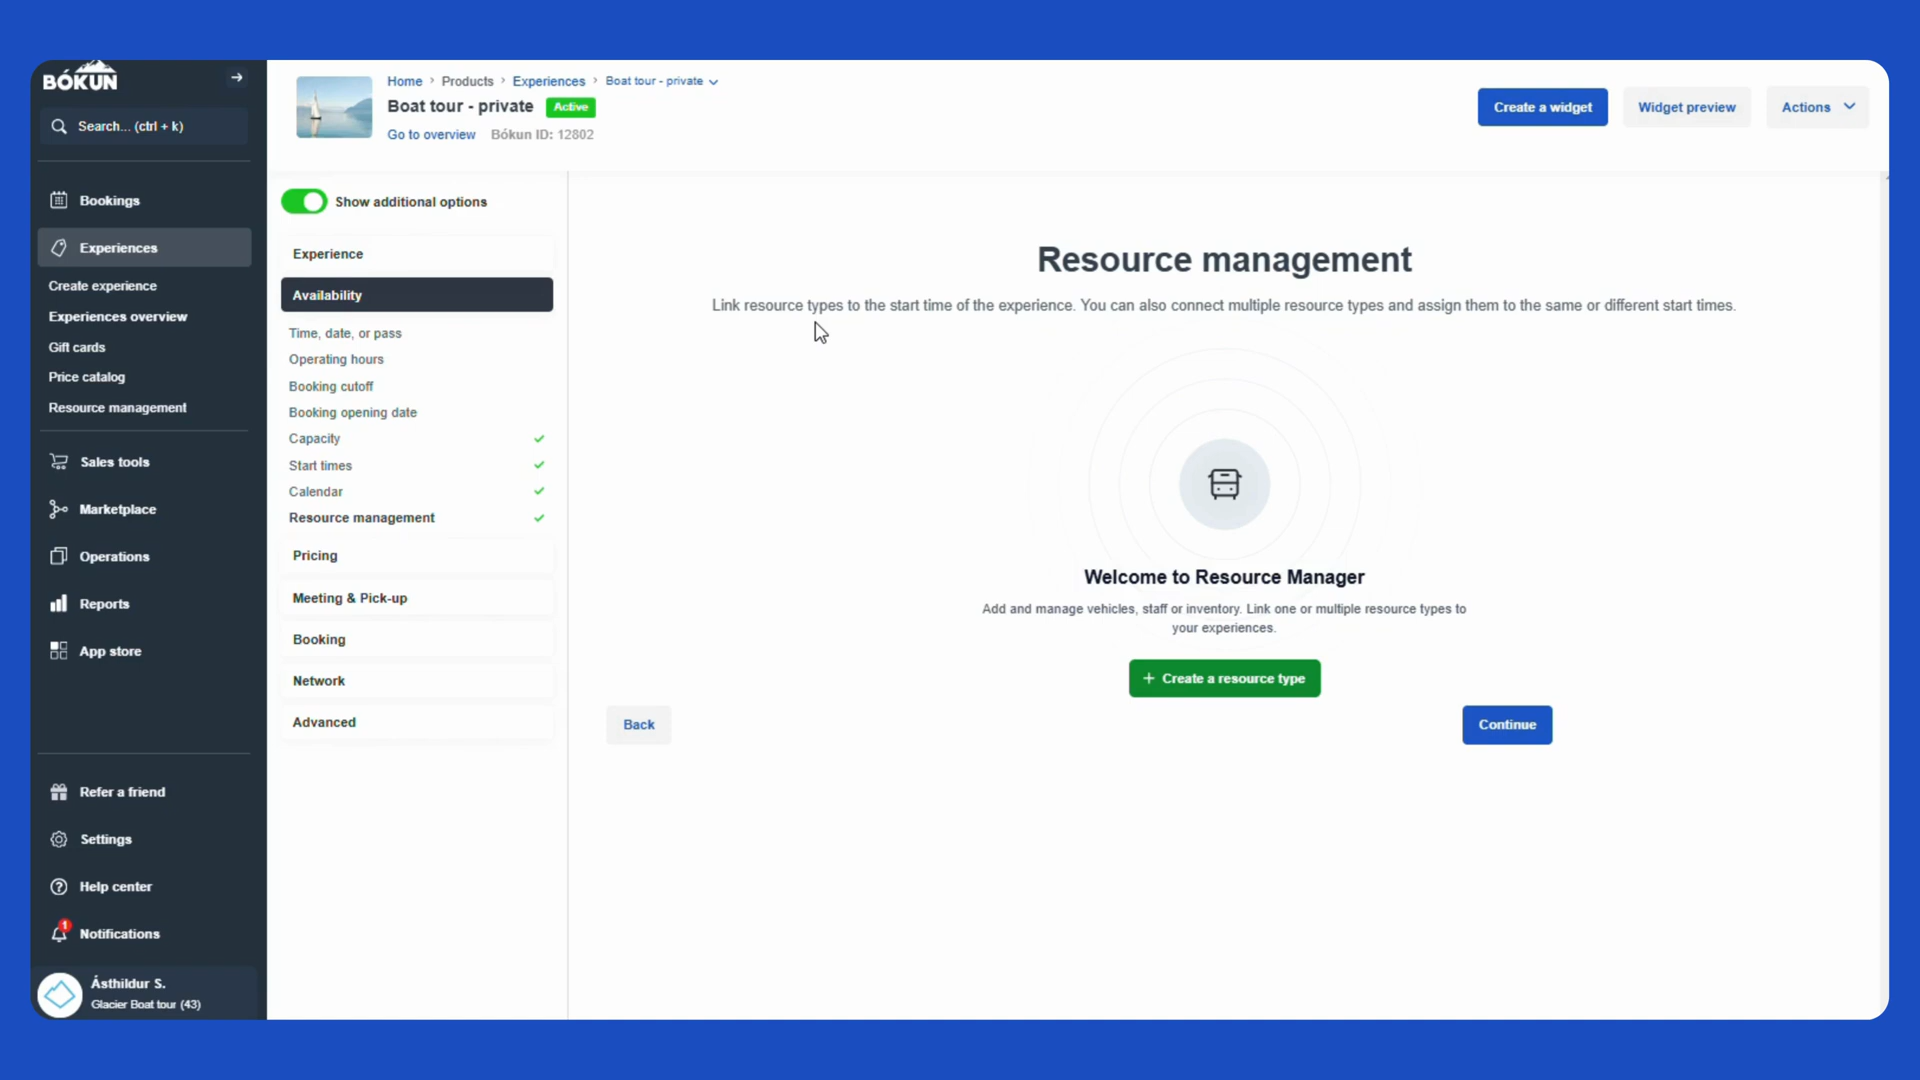 BÓKUN
Search... (ctrl + k)
Bookings
Experiences
Create experience
Experiences overview
Gift cards
Price catalog
Resource management
Sales tools
Marketplace
Operations
Reports
App store
Refer a friend
Settings
Help center
1
Notifications
Ásthildur S.
Glacier Boat tour (43)
Home › Products › Experiences › Boat tour - private
Boat tour - private Active
Go to overview Bókun ID: 12802
Create a widget
Widget preview
Actions
Show additional options
Experience
Availability
Time, date, or pass
Operating hours
Booking cutoff
Booking opening date
Capacity
Start times
Calendar
Resource management
Pricing
Meeting & Pick-up
Booking
Network
Advanced
Resource management
Link resource types to the start time of the experience. You can also connect multiple resource types and assign them to the same or different start times.
Welcome to Resource Manager
Add and manage vehicles, staff or inventory. Link one or multiple resource types to
your experiences.
+ Create a resource type
Back
Continue